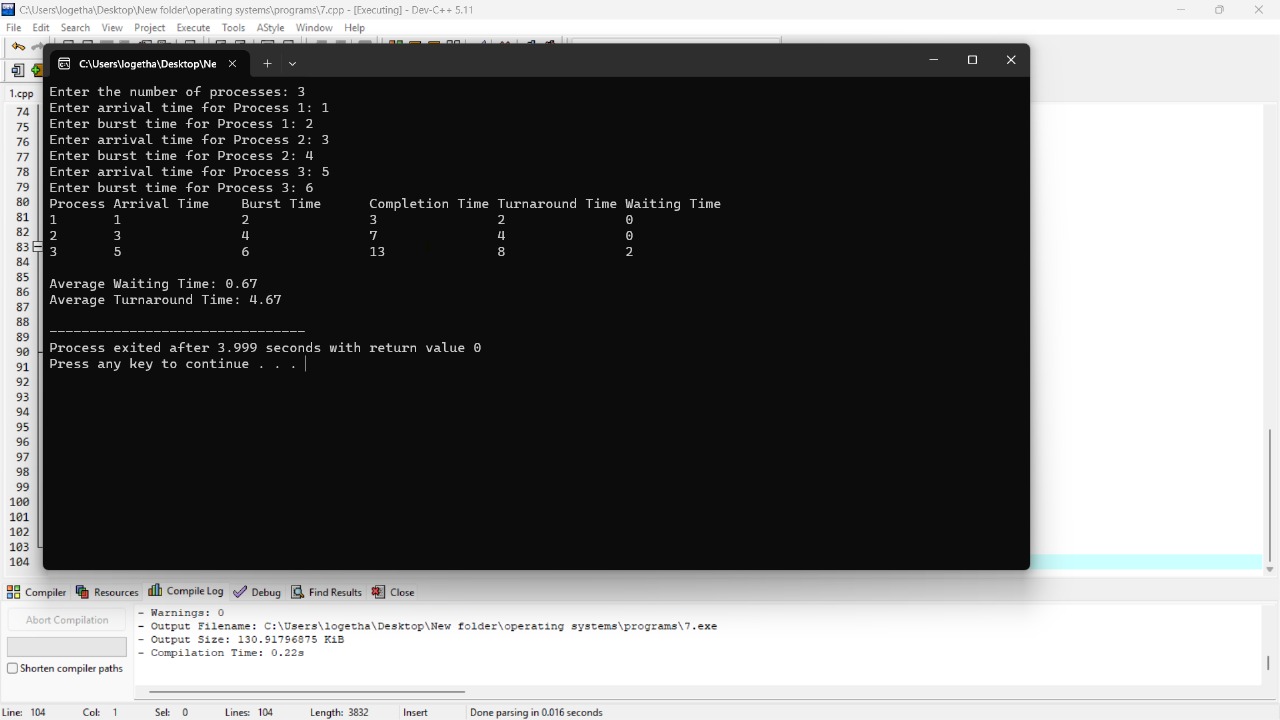 C:\Users\logetha\Desktop\New folder\operating systems\programs\7.cpp - [Executing] - Dev-C++ 5.11
File Edit Search View Project Execute Tools AStyle Window Help
C:\Users\logetha\Desktop\Ne
1.cpp
Enter the number of processes: 3
Enter arrival time for Process 1: 1
Enter burst time for Process 1: 2
Enter arrival time for Process 2: 3
Enter burst time for Process 2: 4
Enter arrival time for Process 3: 5
Enter burst time for Process 3: 6
Process Arrival Time Burst Time Completion Time Turnaround Time Waiting Time
1 1 2 3 2 0
2 3 4 7 4 0
3 5 6 13 8 2
Average Waiting Time: 0.67
Average Turnaround Time: 4.67
--------------------------------
Process exited after 3.999 seconds with return value 0
Press any key to continue . . .
74
75
76
77
78
79
80
81
82
83
84
85
86
87
88
89
90
91
92
93
94
95
96
97
98
99
100
101
102
103
104
Compiler Resources Compile Log Debug Find Results Close
Abort Compilation
Shorten compiler paths
- Warnings: 0
- Output Filename: C:\Users\logetha\Desktop\New folder\operating systems\programs\7.exe
- Output Size: 130.91796875 KiB
- Compilation Time: 0.22s
Line: 104 Col: 1 Sel: 0 Lines: 104 Length: 3832 Insert Done parsing in 0.016 seconds